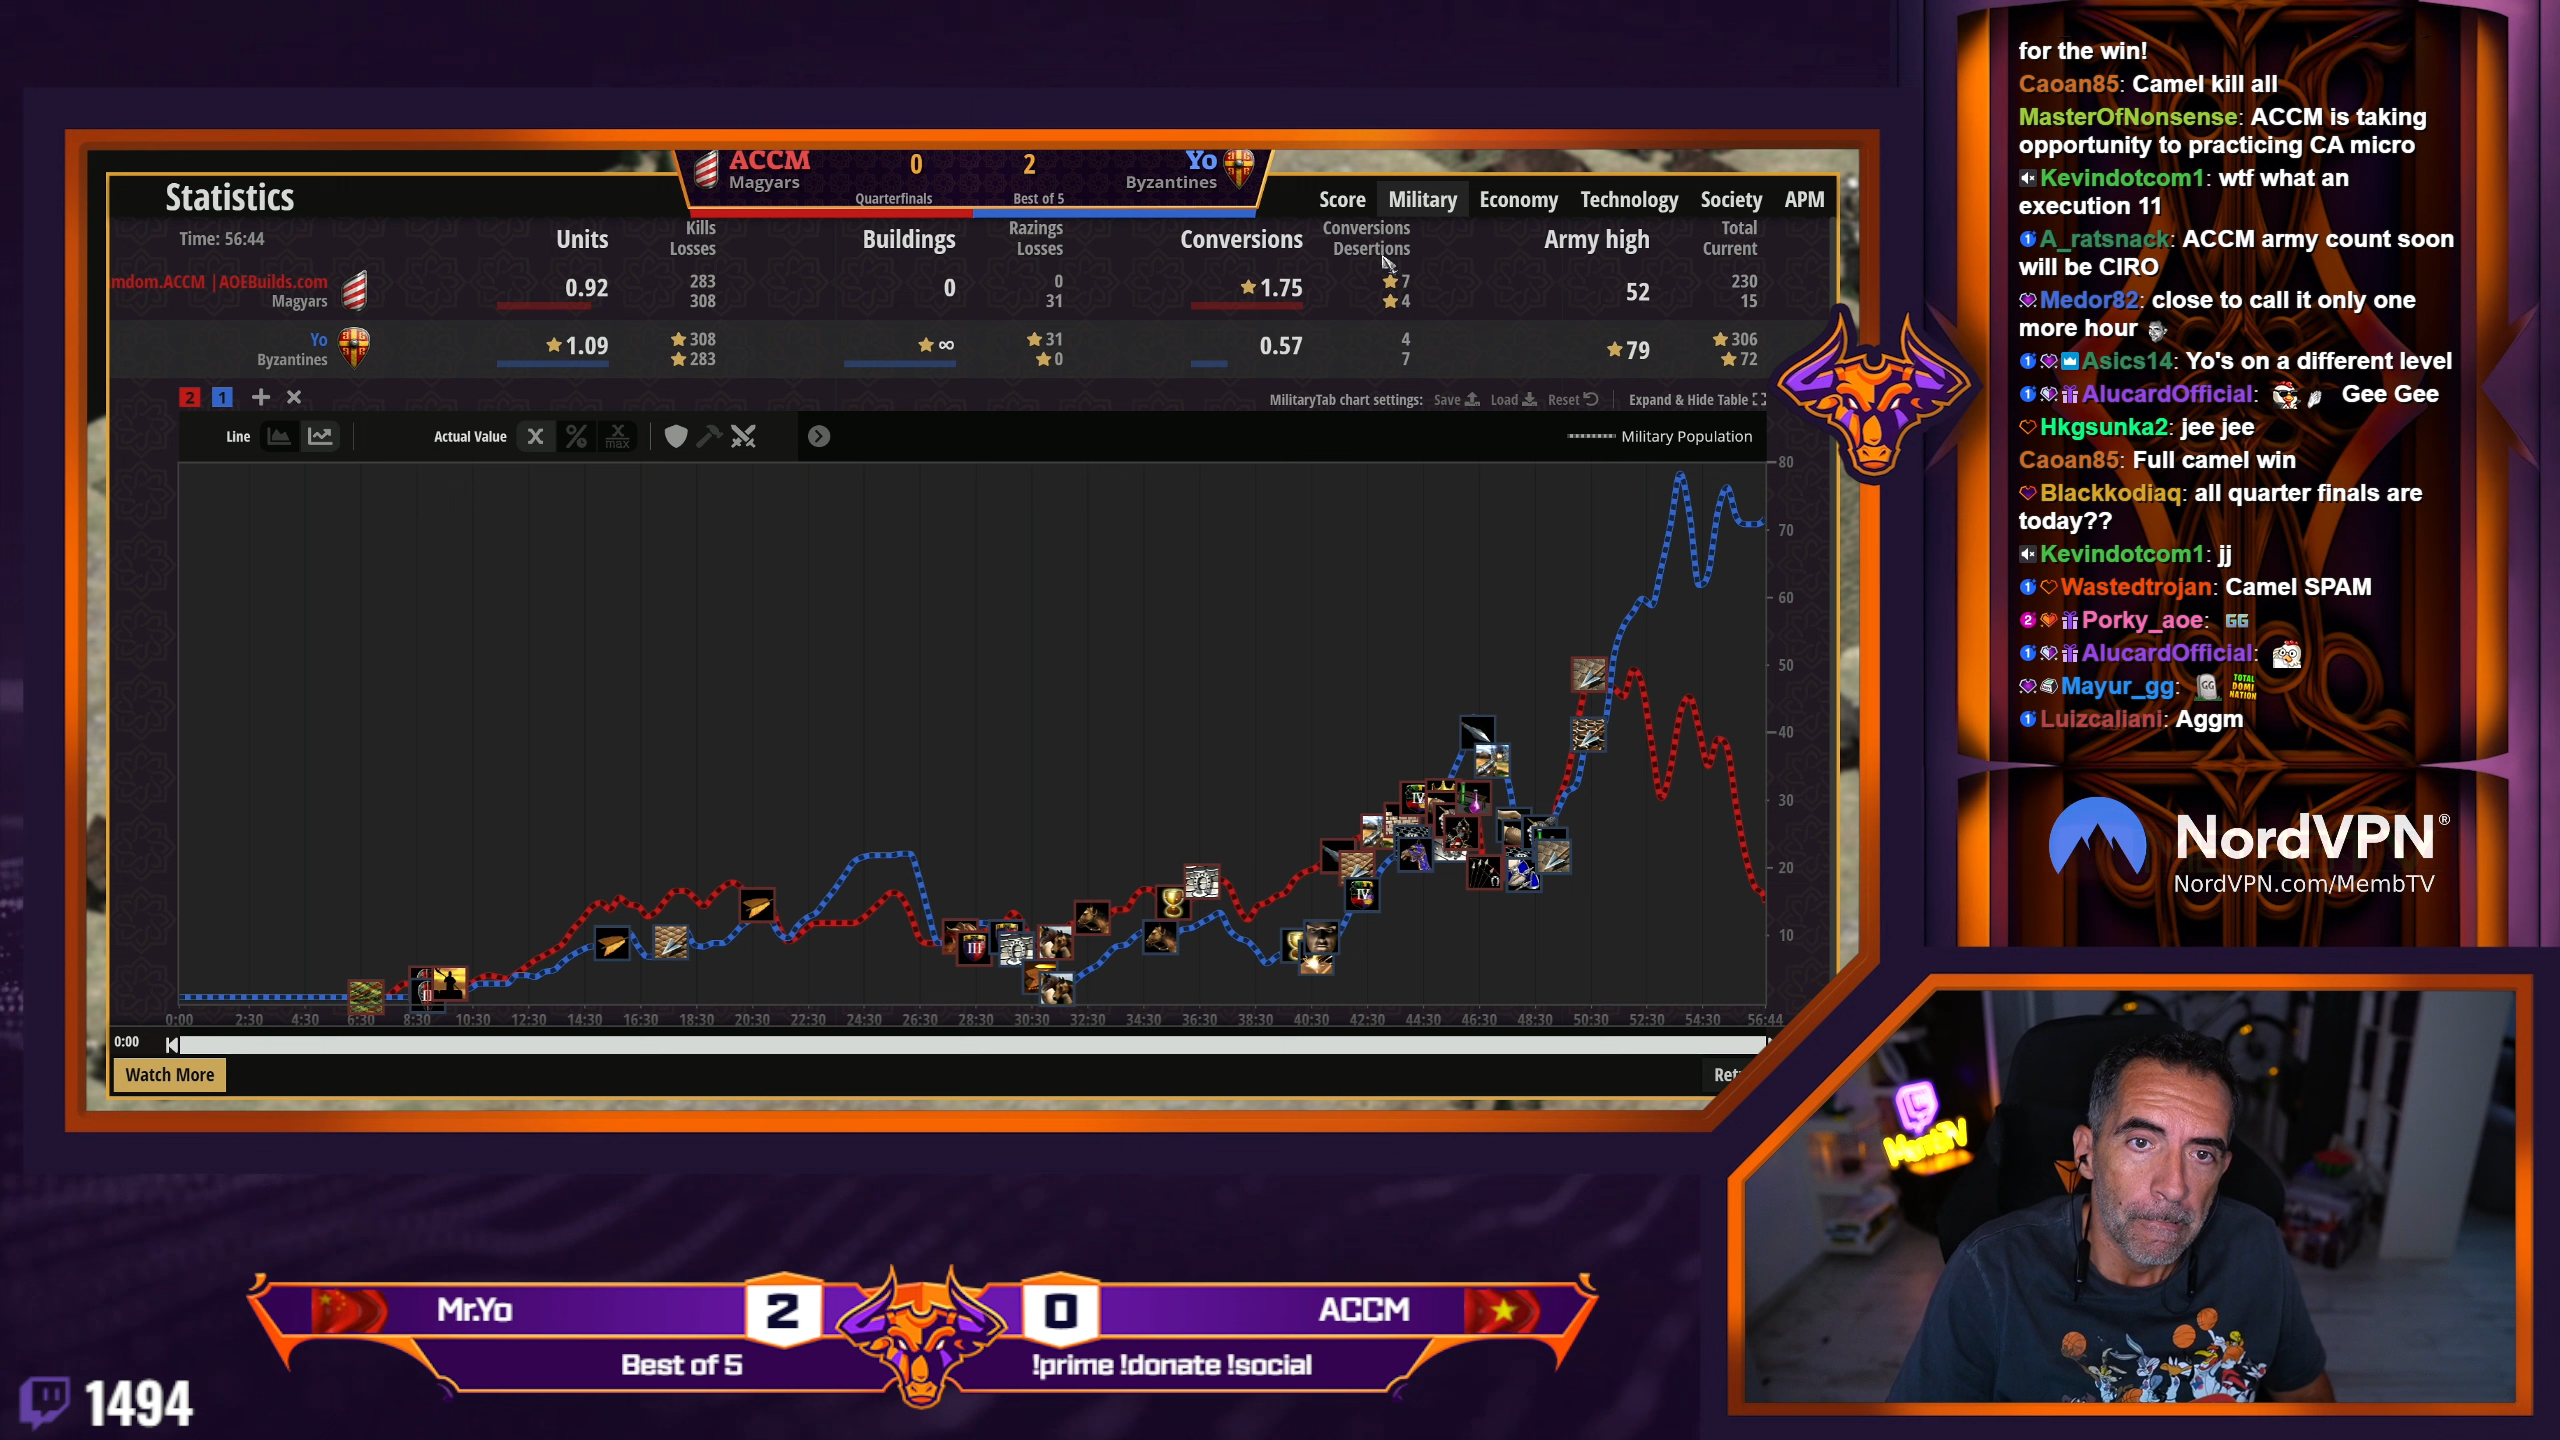 ACCM
Magyars
0
2
Quarterfinals
Best of 5
Yo
Byzantines
Statistics
Score
Military
Economy
Technology
Society
APM
Time: 56:44
Units
Kills
Losses
Buildings
Razings
Losses
Conversions
Conversions
Desertions
Army high
Total
Current
mdom.ACCM |AOEBuilds.com
Magyars
0.92
283
308
0
0
31
1.75
7
4
52
230
15
Yo
Byzantines
1.09
308
283
∞
31
0
0.57
4
7
79
306
72
2 1 + ×
MilitaryTab chart settings: Save Load Reset Expand & Hide Table
Line
Actual Value
X
%
X
max
Military Population
80
70
60
50
40
30
20
10
IV
IV
III
0:00 2:30 4:30 6:30 8:30 10:30 12:30 14:30 16:30 18:30 20:30 22:30 24:30 26:30 28:30 30:30 32:30 34:30 36:30 38:30 40:30 42:30 44:30 46:30 48:30 50:30 52:30 54:30 56:44
0:00
Watch More
Ret
for the win!
Caoan85: Camel kill all
MasterOfNonsense: ACCM is taking
opportunity to practicing CA micro
Kevindotcom1: wtf what an
execution 11
A_ratsnack: ACCM army count soon
will be CIRO
Medor82: close to call it only one
more hour
Asics14: Yo's on a different level
AlucardOfficial: Gee Gee
Hkgsunka2: jee jee
Caoan85: Full camel win
Blackkodiaq: all quarter finals are
today??
Kevindotcom1: jj
Wastedtrojan: Camel SPAM
Porky_aoe: GG
AlucardOfficial:
Mayur_gg: GG TOTAL DOMI NATION
Luizcaliani: Aggm
NordVPN®
NordVPN.com/MembTV
MembTV
Mr.Yo
2
0
ACCM
Best of 5
!prime !donate !social
1494